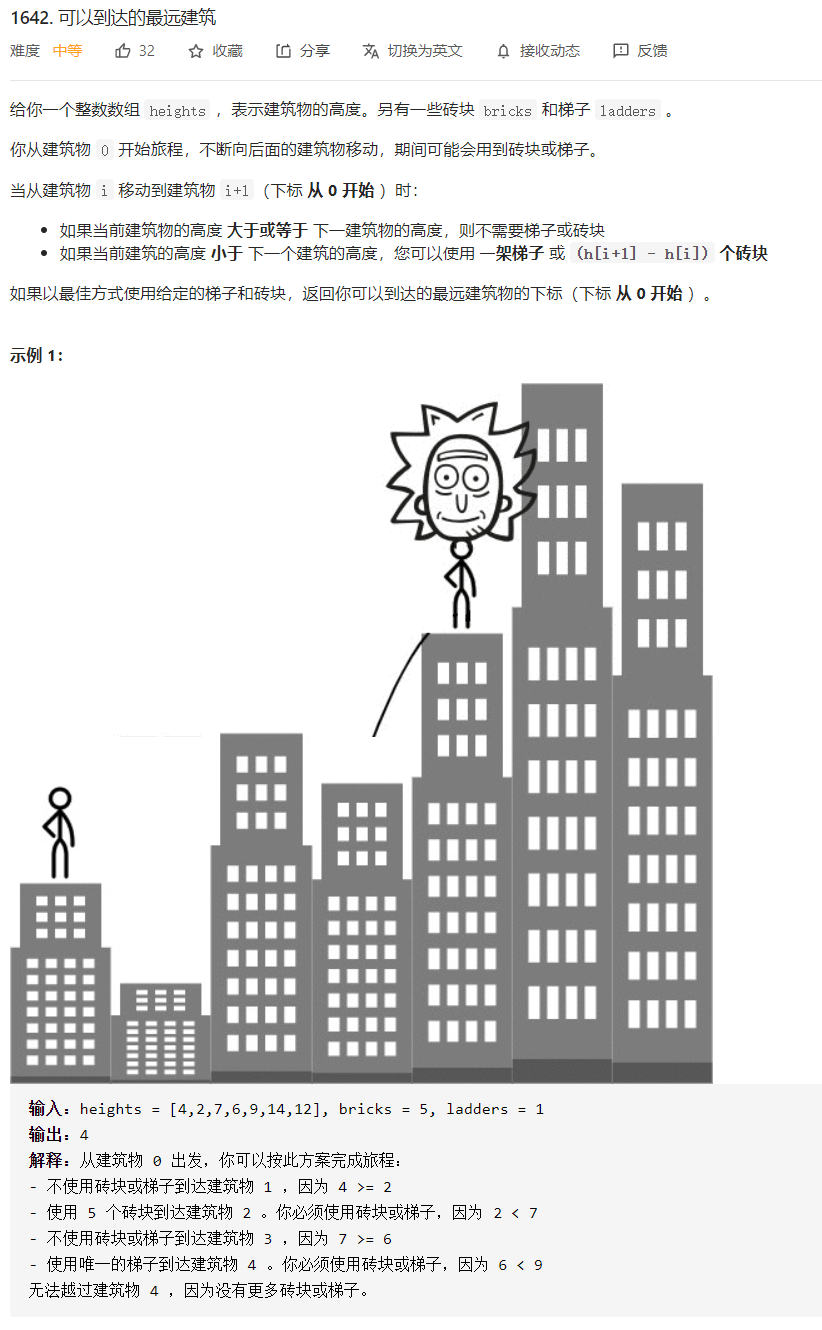 1642. 可以到达的最远建筑
难度 中等 32 收藏 分享 切换为英文 接收动态 反馈
给你一个整数数组 heights ，表示建筑物的高度。另有一些砖块 bricks 和梯子 ladders 。
你从建筑物 0 开始旅程，不断向后面的建筑物移动，期间可能会用到砖块或梯子。
当从建筑物 i 移动到建筑物 i+1（下标 从 0 开始 ）时：
• 如果当前建筑物的高度 大于或等于 下一建筑物的高度，则不需要梯子或砖块
• 如果当前建筑的高度 小于 下一个建筑的高度，您可以使用 一架梯子 或 (h[i+1] - h[i]) 个砖块
如果以最佳方式使用给定的梯子和砖块，返回你可以到达的最远建筑物的下标（下标 从 0 开始 ）。
示例 1：
输入：heights = [4,2,7,6,9,14,12], bricks = 5, ladders = 1
输出：4
解释：从建筑物 0 出发，你可以按此方案完成旅程：
- 不使用砖块或梯子到达建筑物 1 ，因为 4 >= 2
- 使用 5 个砖块到达建筑物 2 。你必须使用砖块或梯子，因为 2 < 7
- 不使用砖块或梯子到达建筑物 3 ，因为 7 >= 6
- 使用唯一的梯子到达建筑物 4 。你必须使用砖块或梯子，因为 6 < 9
无法越过建筑物 4 ，因为没有更多砖块或梯子。